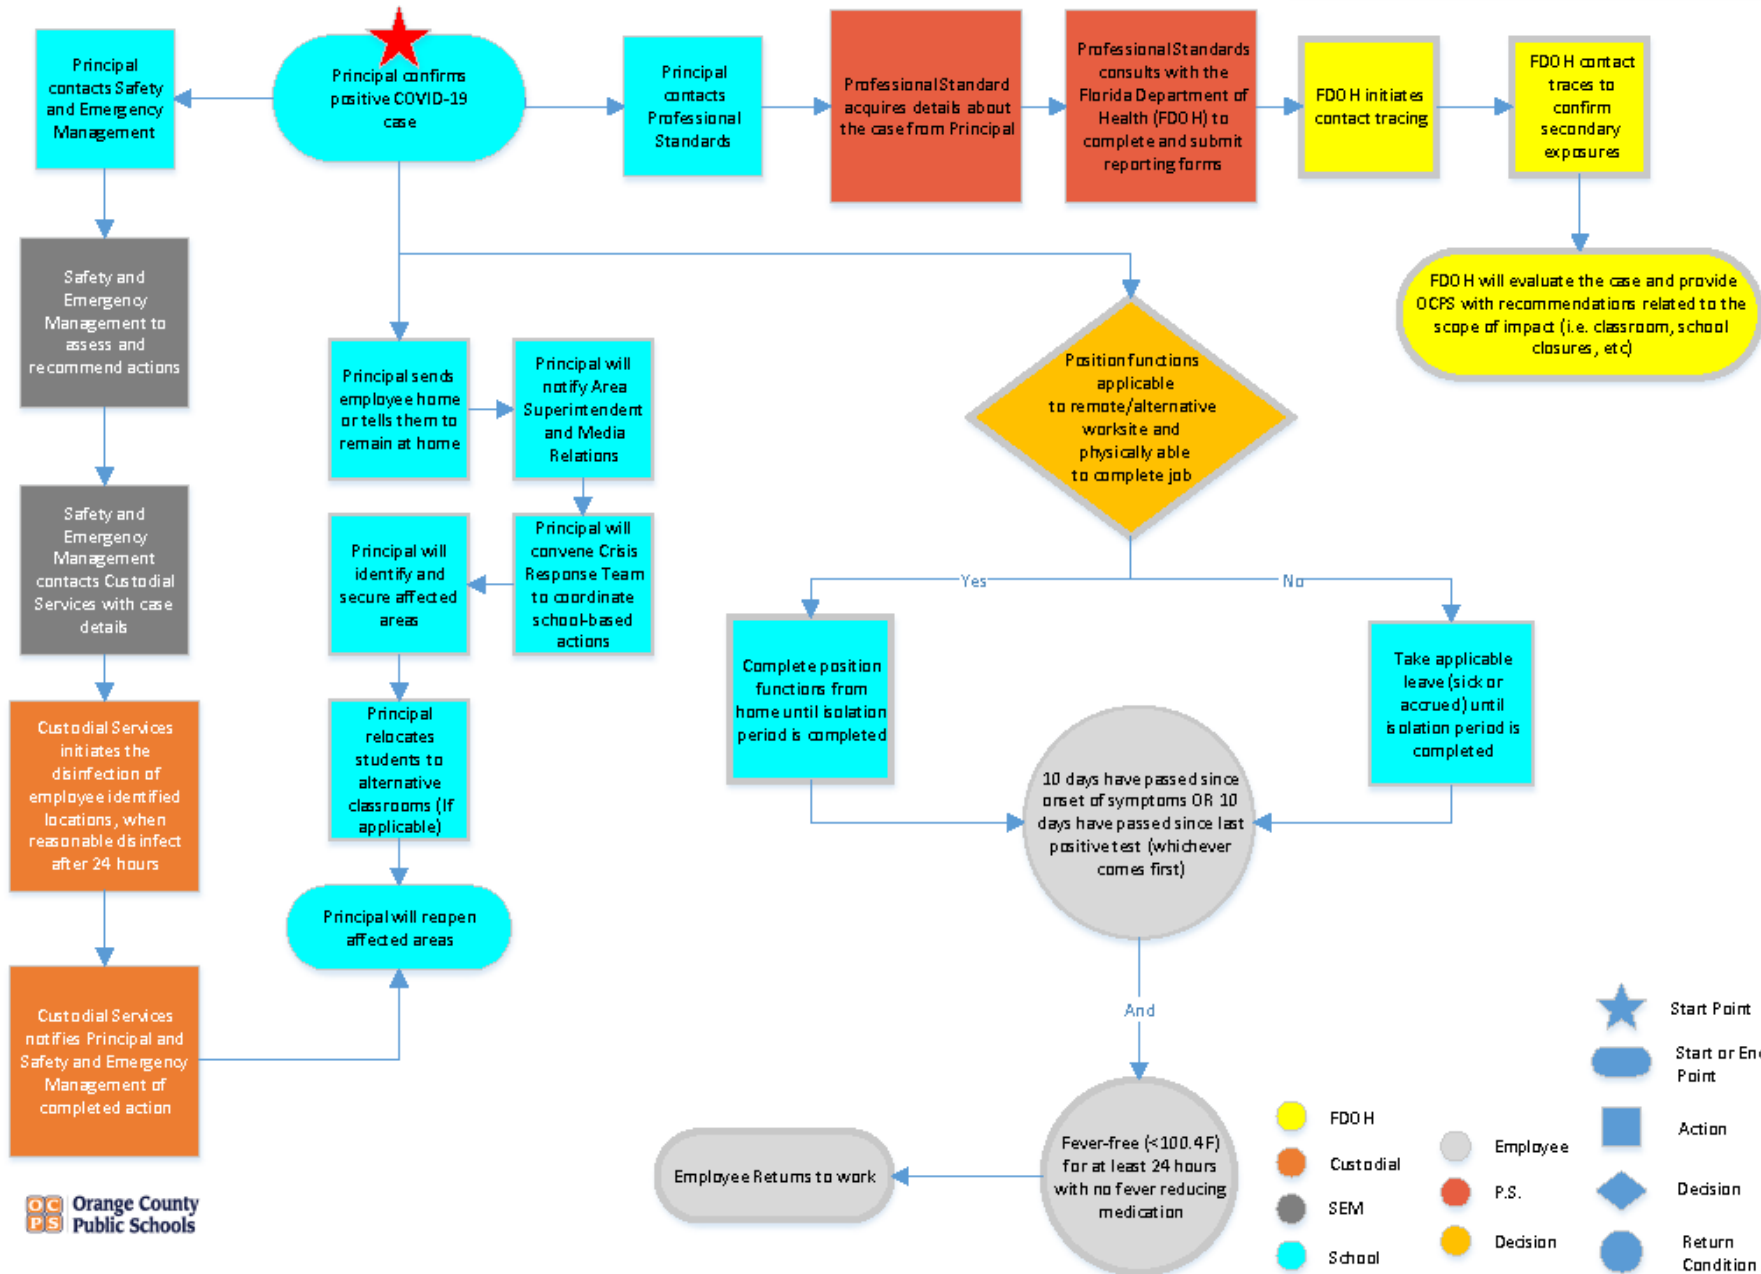 Principal
contacts Safety
and Emergency
Management
Principal confirms
positive COVID-19
case
Principal
contacts
Professional
Standards
Professional Standard
acquires details about
the case from Principal
Professional Standards
consults with the
Florida Department of
Health (FDOH) to
complete and submit
reporting forms
FDOH initiates
contact tracing
FDOH contact
traces to
confirm
secondary
exposures
FDOH will evaluate the case and provide
OCPS with recommendations related to the
scope of impact (i.e. classroom, school
closures, etc)
Safety and
Emergency
Management to
assess and
recommend actions
Principal sends
employee home
or tells them to
remain at home
Principal will
notify Area
Superintendent
and Media
Relations
Position functions
applicable
to remote/alternative
worksite and
physically able
to complete job
Safety and
Emergency
Management
contacts Custodial
Services with case
details
Principal will
identify and
secure affected
areas
Principal will
convene Crisis
Response Team
to coordinate
school-based
actions
Yes
No
Complete position
functions from
home until isolation
period is completed
Take applicable
leave (sick or
accrued) until
isolation period is
completed
Custodial Services
initiates the
disinfection of
employee identified
locations, when
reasonable disinfect
after 24 hours
Principal
relocates
students to
alternative
classrooms (If
applicable)
10 days have passed since
onset of symptoms OR 10
days have passed since last
positive test (whichever
comes first)
Principal will reopen
affected areas
Custodial Services
notifies Principal and
Safety and Emergency
Management of
completed action
And
Fever-free (<100.4F)
for at least 24 hours
with no fever reducing
medication
Employee Returns to work
FDOH
Custodial
SEM
School
Employee
P.S.
Decision
Start Point
Start or En
Point
Action
Decision
Return
Condition
OC
PS
Orange County
Public Schools